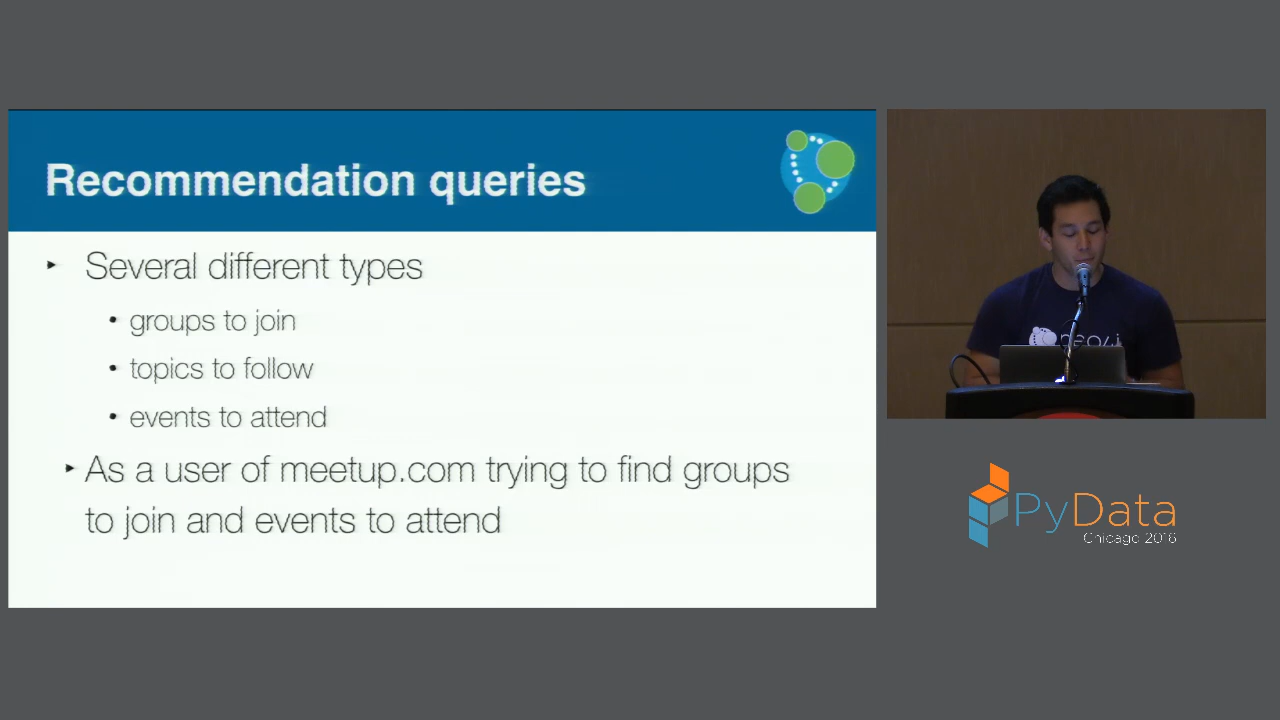 Recommendation queries
‣ Several different types
• groups to join
• topics to follow
• events to attend
‣ As a user of meetup.com trying to find groups
to join and events to attend
neo4j
PyData
Chicago 2016